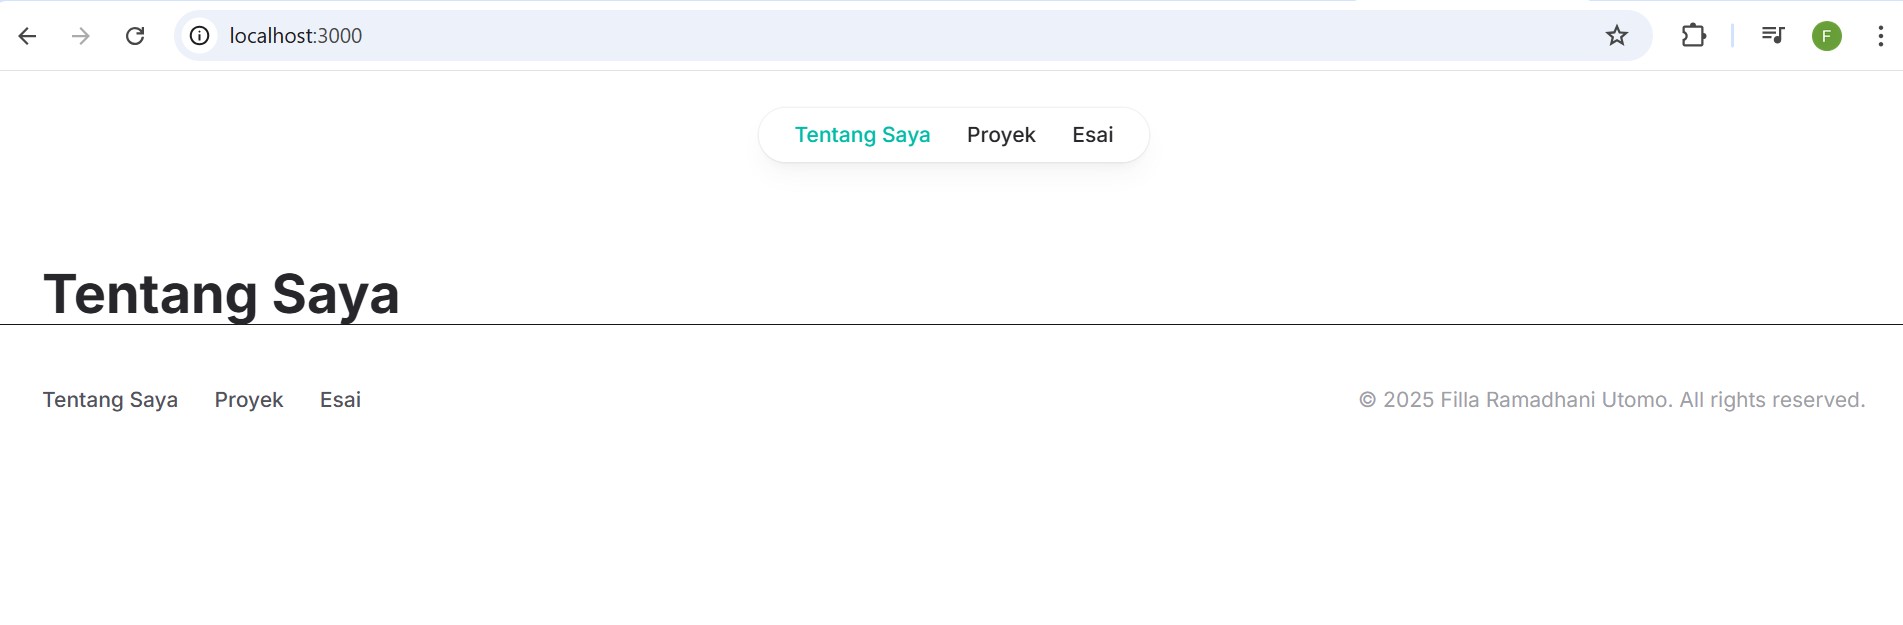 localhost:3000
F
Tentang Saya Proyek Esai
Tentang Saya
Tentang Saya Proyek Esai © 2025 Filla Ramadhani Utomo. All rights reserved.